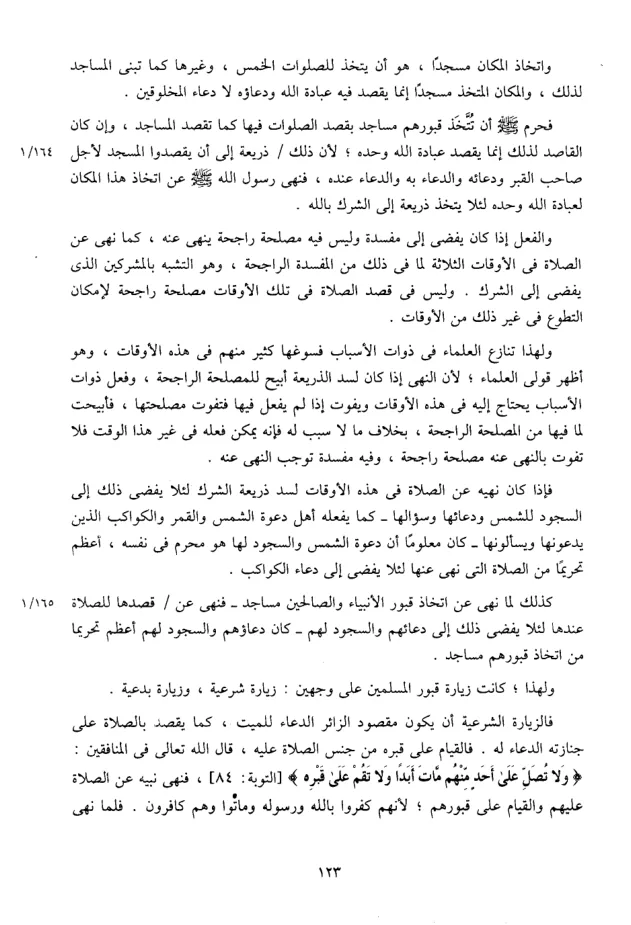 واتخاذ المكان مسجدًا ، هو أن يتخذ للصلوات الخمس ، وغيرها كما تبنى المساجد
لذلك ، والمكان المتخذ مسجدًا إنما يقصد فيه عبادة الله ودعاؤه لا دعاء المخلوقين .
فحرم ﷺ أن تُتَّخَذ قبورهم مساجد بقصد الصلوات فيها كما تقصد المساجد ، وإن كان
القاصد لذلك إنما يقصد عبادة الله وحده ؛ لأن ذلك / ذريعة إلى أن يقصدوا المسجد لأجل ١/١٦٤
صاحب القبر ودعائه والدعاء به والدعاء عنده ، فنهى رسول الله ﷺ عن اتخاذ هذا المكان
لعبادة الله وحده لئلا يتخذ ذريعة إلى الشرك بالله .
والفعل إذا كان يفضى إلى مفسدة وليس فيه مصلحة راجحة ينهى عنه ، كما نهى عن
الصلاة فى الأوقات الثلاثة لما فى ذلك من المفسدة الراجحة ، وهو التشبه بالمشركين الذى
يفضى إلى الشرك . وليس فى قصد الصلاة فى تلك الأوقات مصلحة راجحة لإمكان
التطوع فى غير ذلك من الأوقات .
ولهذا تنازع العلماء فى ذوات الأسباب فسوغها كثير منهم فى هذه الأوقات ، وهو
أظهر قولى العلماء ؛ لأن النهى إذا كان لسد الذريعة أبيح للمصلحة الراجحة ، وفعل ذوات
الأسباب يحتاج إليه فى هذه الأوقات ويفوت إذا لم يفعل فيها فتفوت مصلحتها ، فأبيحت
لما فيها من المصلحة الراجحة ، بخلاف ما لا سبب له فإنه يمكن فعله فى غير هذا الوقت فلا
تفوت بالنهى عنه مصلحة راجحة ، وفيه مفسدة توجب النهى عنه .
فإذا كان نهيه عن الصلاة فى هذه الأوقات لسد ذريعة الشرك لئلا يفضى ذلك إلى
السجود للشمس ودعائها وسؤالها ـ كما يفعله أهل دعوة الشمس والقمر والكواكب الذين
يدعونها ويسألونها ـ كان معلومًا أن دعوة الشمس والسجود لها هو محرم فى نفسه ، أعظم
تحريمًا من الصلاة التى نهى عنها لئلا يفضى إلى دعاء الكواكب .
كذلك لما نهى عن اتخاذ قبور الأنبياء والصالحين مساجد ـ فنهى عن / قصدها للصلاة ١/١٦٥
عندها لئلا يفضى ذلك إلى دعائهم والسجود لهم ـ كان دعاؤهم والسجود لهم أعظم تحريما
من اتخاذ قبورهم مساجد .
ولهذا ؛ كانت زيارة قبور المسلمين على وجهين : زيارة شرعية ، وزيارة بدعية .
فالزيارة الشرعية أن يكون مقصود الزائر الدعاء للميت ، كما يقصد بالصلاة على
جنازته الدعاء له . فالقيام على قبره من جنس الصلاة عليه ، قال الله تعالى فى المنافقين :
﴿ وَلا تُصَلِّ عَلَىٰ أَحَدٍ مِّنْهُم مَّاتَ أَبَدًا وَلا تَقُمْ عَلَىٰ قَبْرِهِ ﴾ [التوبة: ٨٤] ، فنهى نبيه عن الصلاة
عليهم والقيام على قبورهم ؛ لأنهم كفروا بالله ورسوله وماتُوا وهم كافرون . فلما نهى
١٢٣